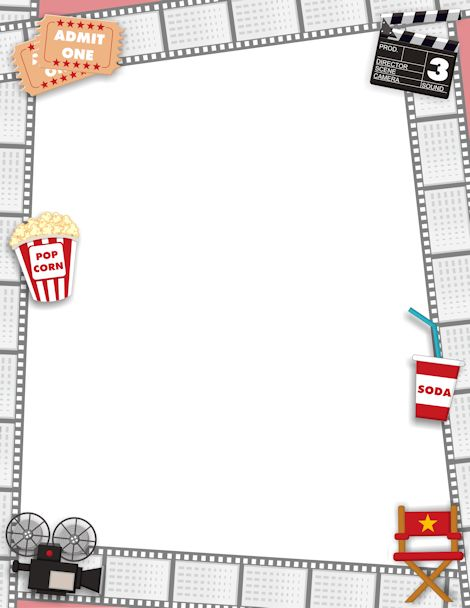 ADMIT
ONE
PROD.
DIRECTOR
SCENE
CAMERA
SOUND
3
POP
CORN
SODA